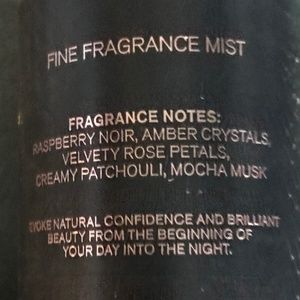 FINE FRAGRANCE MIST
FRAGRANCE NOTES:
RASPBERRY NOIR, AMBER CRYSTALS,
VELVETY ROSE PETALS,
CREAMY PATCHOULI, MOCHA MUSK
EVOKE NATURAL CONFIDENCE AND BRILLIANT
BEAUTY FROM THE BEGINNING OF
YOUR DAY INTO THE NIGHT.